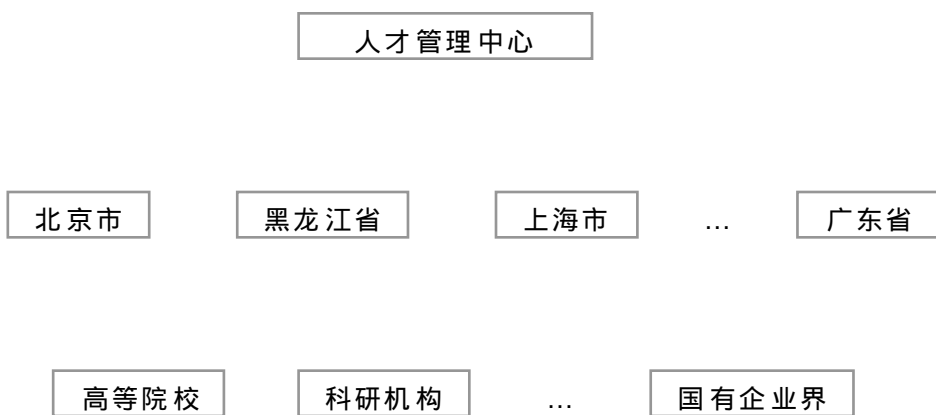 人才管理中心
北京市 黑龙江省 上海市 … 广东省
高等院校 科研机构 … 国有企业界